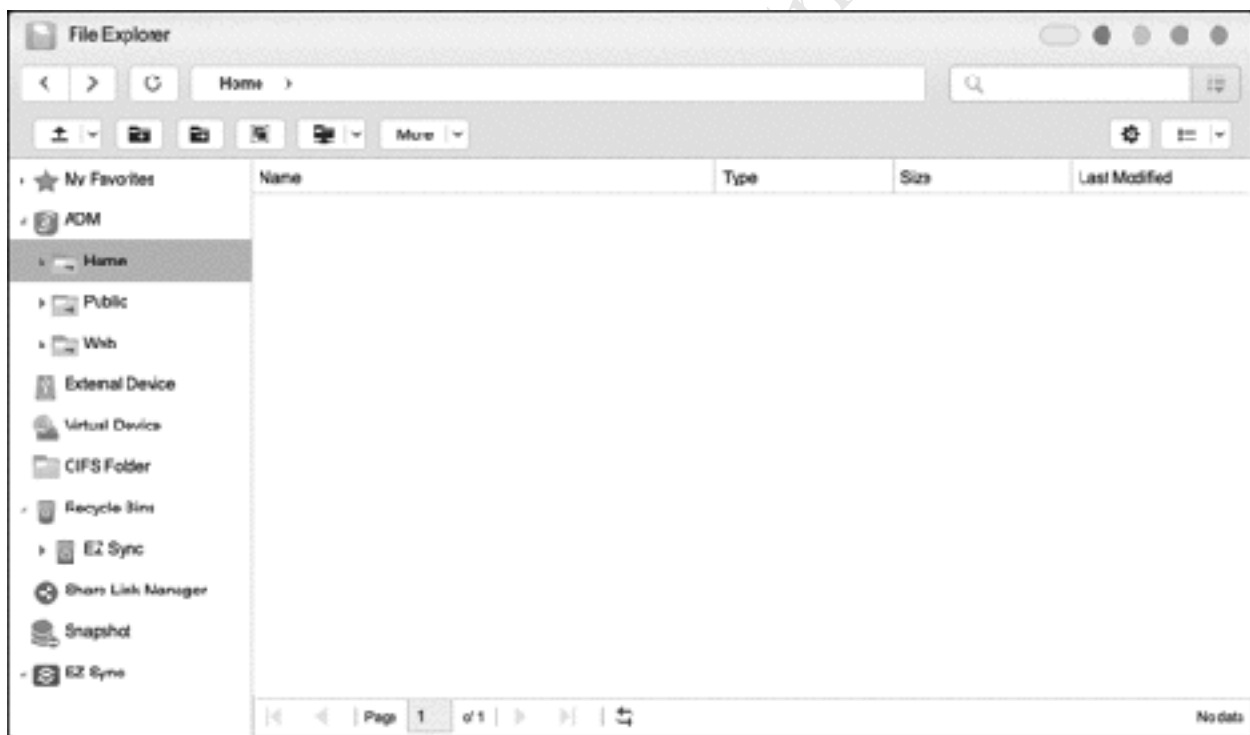 File Explorer
Home >
More
My Favorites
ADM
Home
Public
Web
External Device
Virtual Device
CIFS Folder
Recycle Bins
EZ Sync
Share Link Manager
Snapshot
EZ Sync
Name Type Size Last Modified
Page 1 of 1 No data